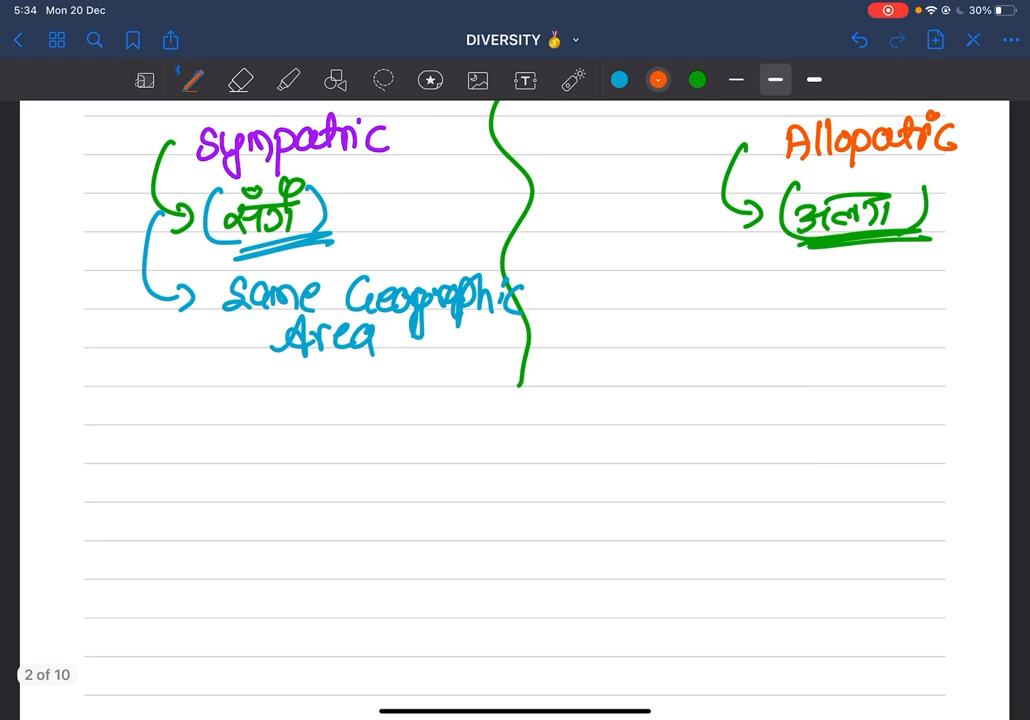 5:34 Mon 20 Dec
30%
DIVERSITY 🥇
T
Sympatric
Allopatric
अलग
Same Geographic
Area
2 of 10